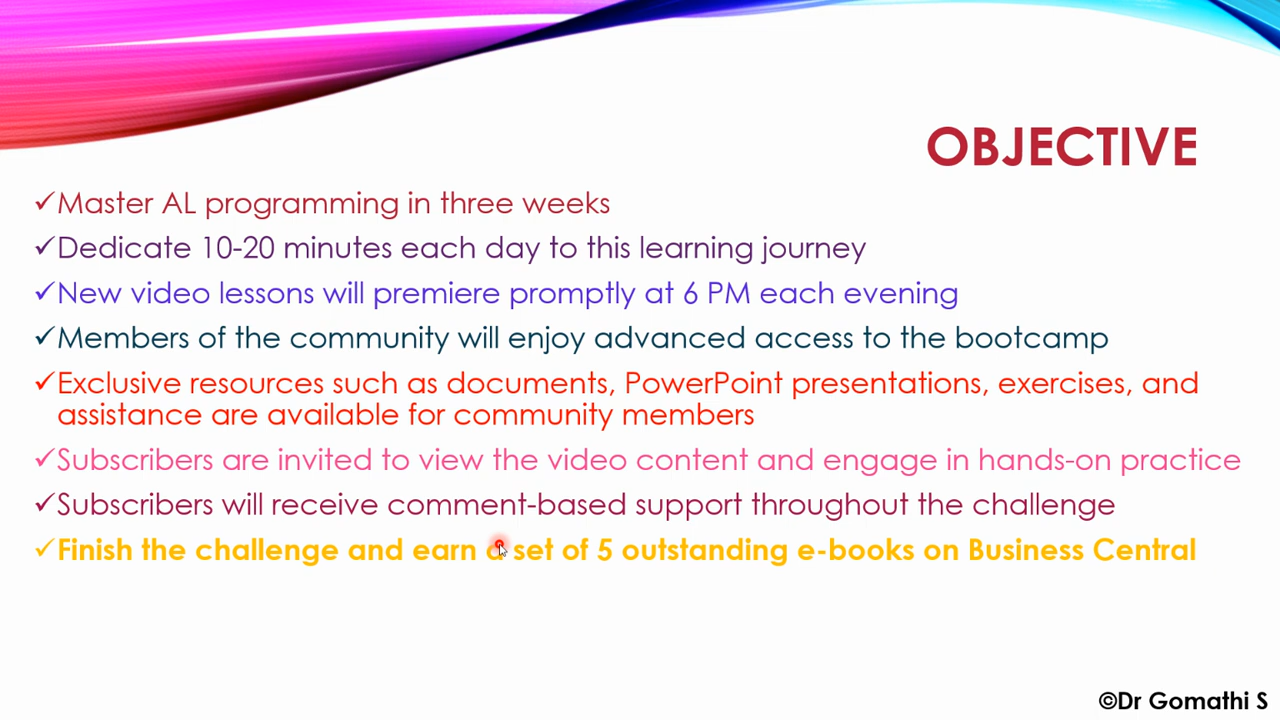 OBJECTIVE
✓Master AL programming in three weeks
✓Dedicate 10-20 minutes each day to this learning journey
✓New video lessons will premiere promptly at 6 PM each evening
✓Members of the community will enjoy advanced access to the bootcamp
✓Exclusive resources such as documents, PowerPoint presentations, exercises, and
assistance are available for community members
✓Subscribers are invited to view the video content and engage in hands-on practice
✓Subscribers will receive comment-based support throughout the challenge
✓Finish the challenge and earn a set of 5 outstanding e-books on Business Central
©Dr Gomathi S